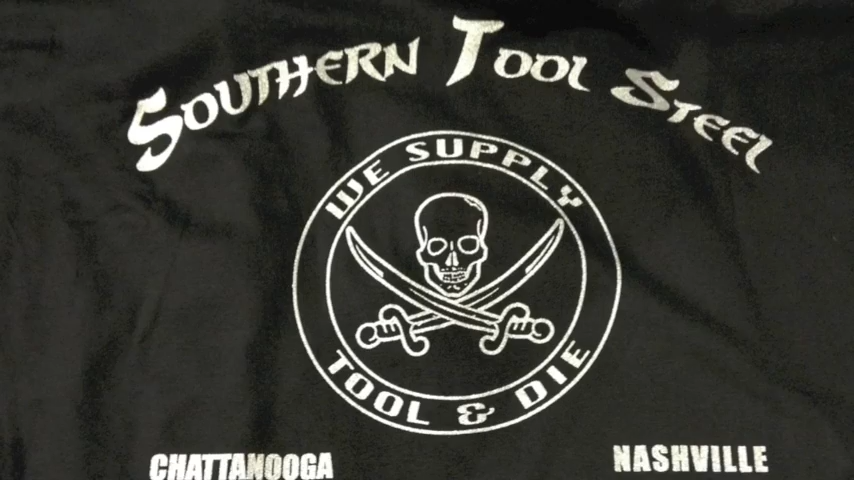 Southern Tool Steel
WE SUPPLY
TOOL & DIE
CHATTANOOGA
NASHVILLE